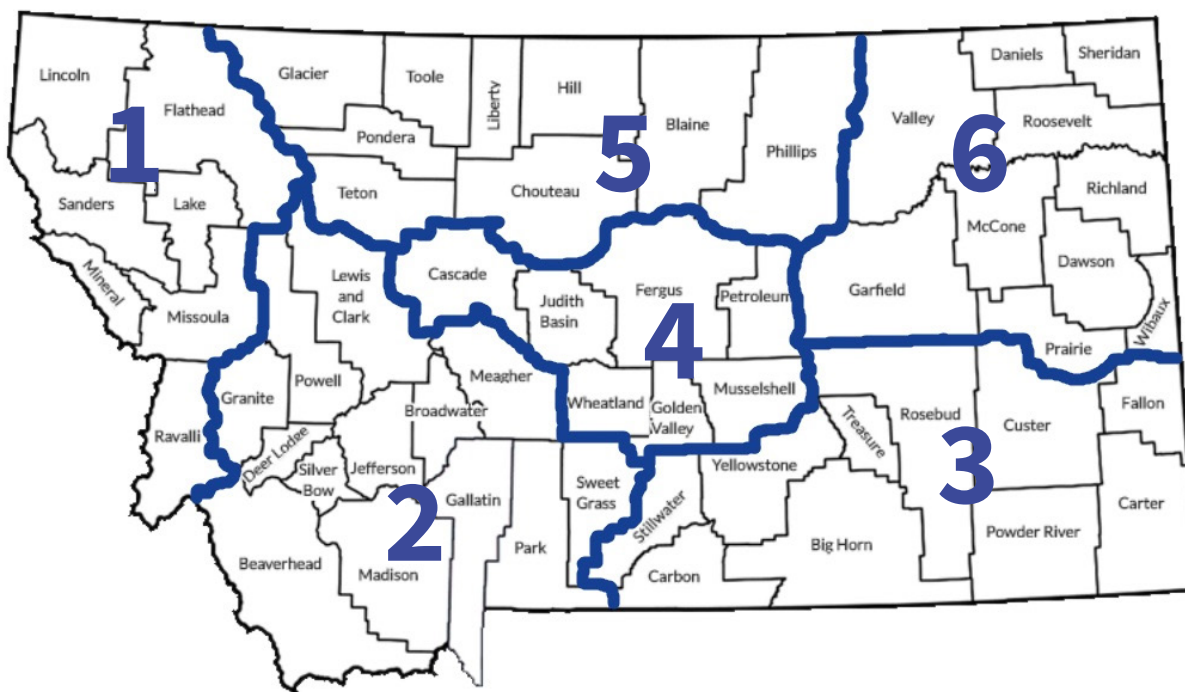 Lincoln
Flathead
1
Sanders
Lake
Mineral
Missoula
Ravalli
Glacier
Toole
Liberty
Hill
Blaine
Phillips
Pondera
Teton
Chouteau
5
Valley
Daniels
Sheridan
Roosevelt
6
Richland
McCone
Dawson
Garfield
Wibaux
Prairie
Lewis
and
Clark
Cascade
Judith
Basin
Fergus
Petroleum
4
Wheatland
Golden
Valley
Musselshell
Powell
Granite
Meagher
Broadwater
Deer Lodge
Silver
Bow
Jefferson
2
Gallatin
Sweet
Grass
Park
Beaverhead
Madison
Stillwater
Yellowstone
Treasure
Rosebud
3
Custer
Fallon
Carter
Powder River
Big Horn
Carbon